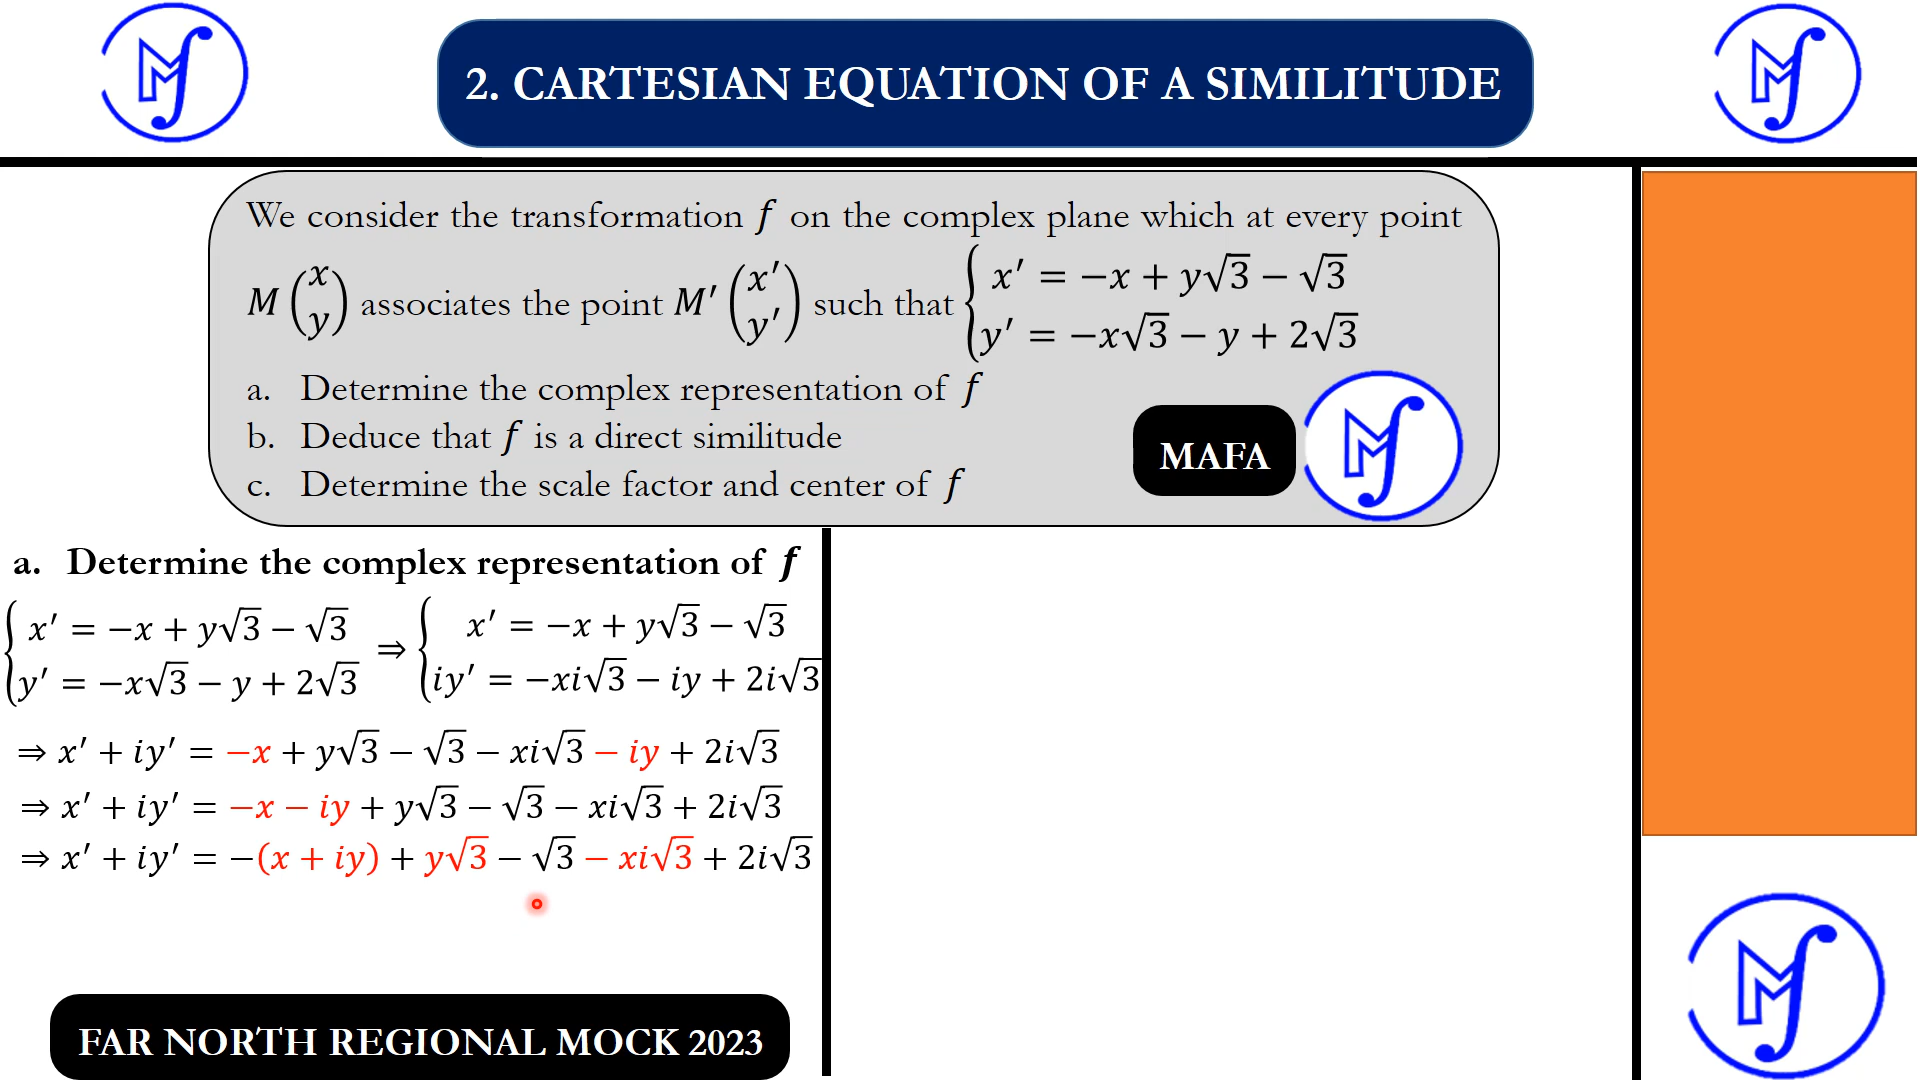 2. CARTESIAN EQUATION OF A SIMILITUDE
We consider the transformation f on the complex plane which at every point
M (x y) associates the point M′ (x′ y′) such that { x′ = −x + y√3 − √3
y′ = −x√3 − y + 2√3
a. Determine the complex representation of f
b. Deduce that f is a direct similitude
c. Determine the scale factor and center of f
MAFA
a. Determine the complex representation of f
{ x′ = −x + y√3 − √3
y′ = −x√3 − y + 2√3
⇒ { x′ = −x + y√3 − √3
iy′ = −xi√3 − iy + 2i√3
⇒ x′ + iy′ = −x + y√3 − √3 − xi√3 − iy + 2i√3
⇒ x′ + iy′ = −x − iy + y√3 − √3 − xi√3 + 2i√3
⇒ x′ + iy′ = −(x + iy) + y√3 − √3 − xi√3 + 2i√3
FAR NORTH REGIONAL MOCK 2023